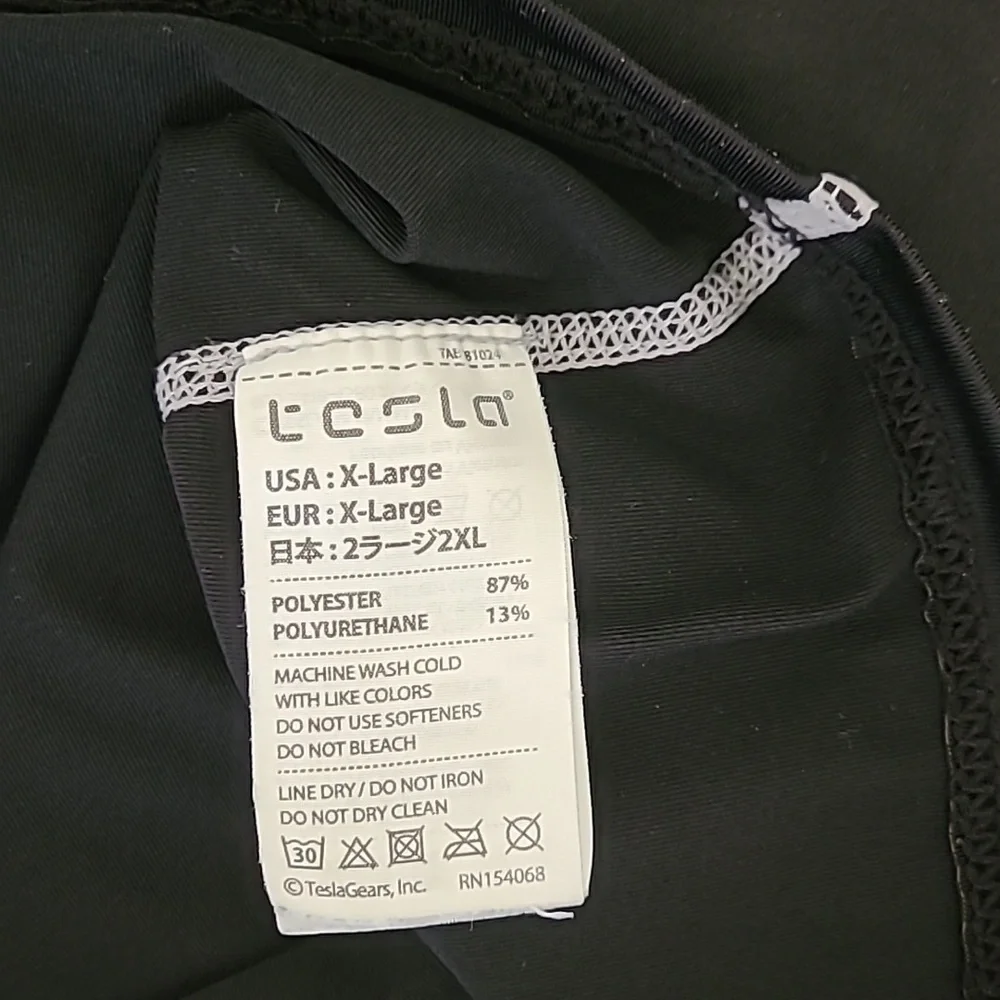 TAE 81024
tesla®
USA : X-Large
EUR : X-Large
日本 : 2ラージ2XL
POLYESTER 87%
POLYURETHANE 13%
MACHINE WASH COLD
WITH LIKE COLORS
DO NOT USE SOFTENERS
DO NOT BLEACH
LINE DRY / DO NOT IRON
DO NOT DRY CLEAN
30
©TeslaGears, Inc. RN154068